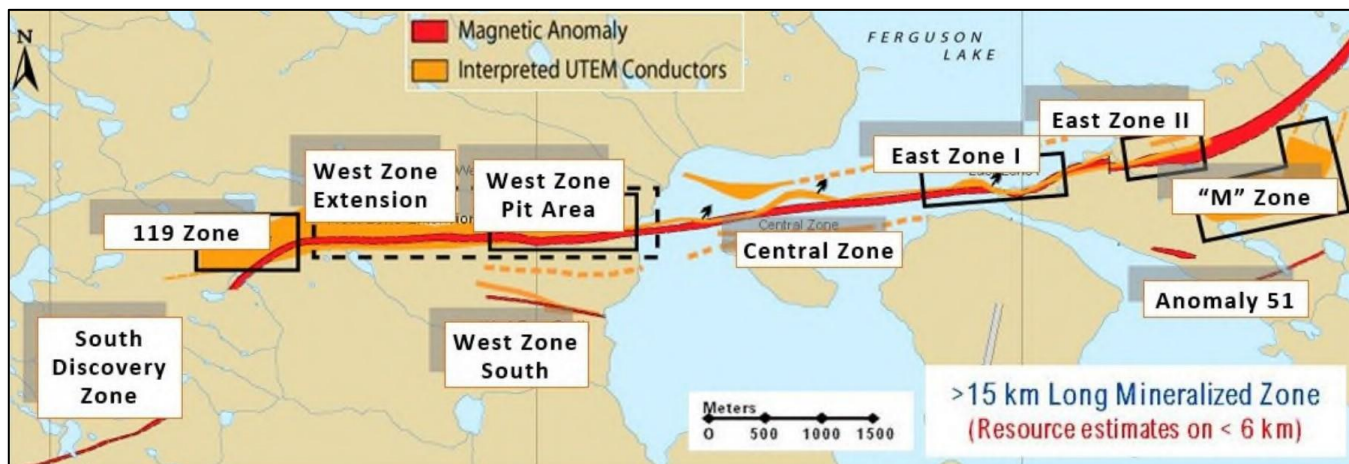 N
Magnetic Anomaly
Interpreted UTEM Conductors
FERGUSON
LAKE
East Zone II
East Zone I
West Zone
Extension
West Zone
Pit Area
"M" Zone
119 Zone
Central Zone
Central Zone
Anomaly 51
South
Discovery
Zone
West Zone
South
Meters
0 500 1000 1500
>15 km Long Mineralized Zone
(Resource estimates on < 6 km)